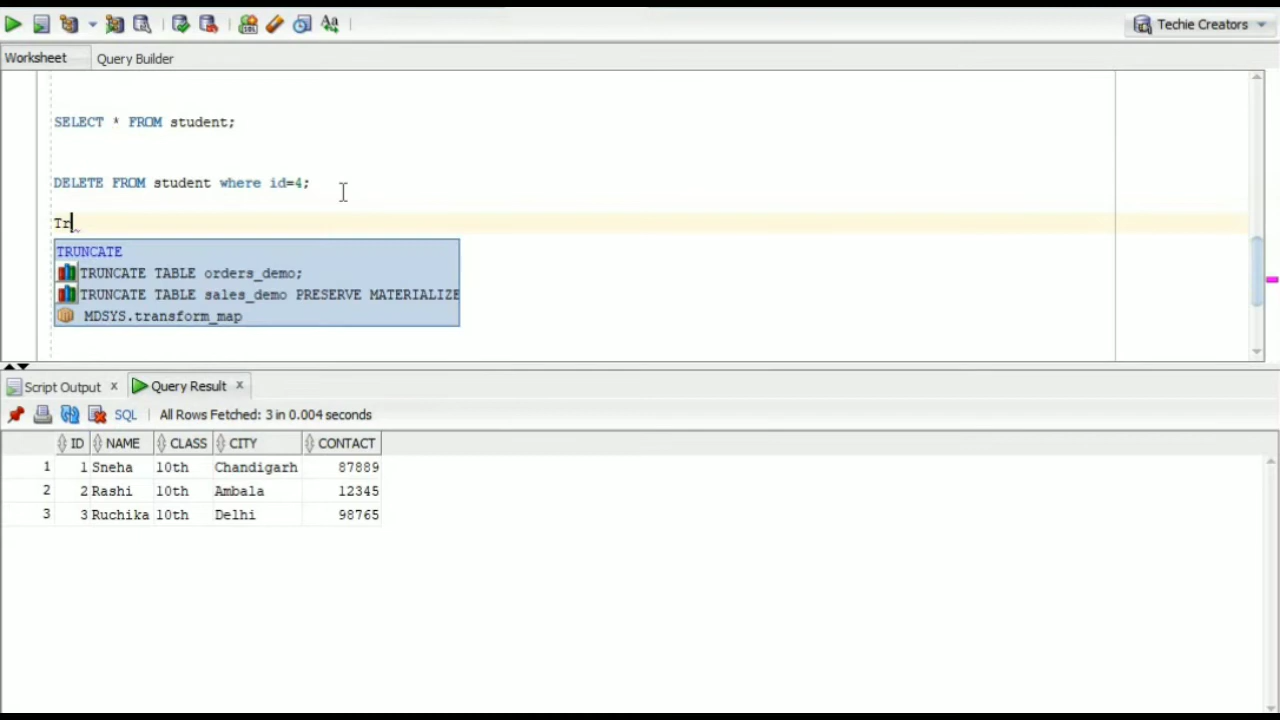 Techie Creators
Worksheet Query Builder
SELECT * FROM student;
DELETE FROM student where id=4;
Tr
TRUNCATE
TRUNCATE TABLE orders_demo;
TRUNCATE TABLE sales_demo PRESERVE MATERIALIZE
MDSYS.transform_map
Script Output x Query Result x
SQL All Rows Fetched: 3 in 0.004 seconds
ID NAME CLASS CITY CONTACT
1 1 Sneha 10th Chandigarh 87889
2 2 Rashi 10th Ambala 12345
3 3 Ruchika 10th Delhi 98765